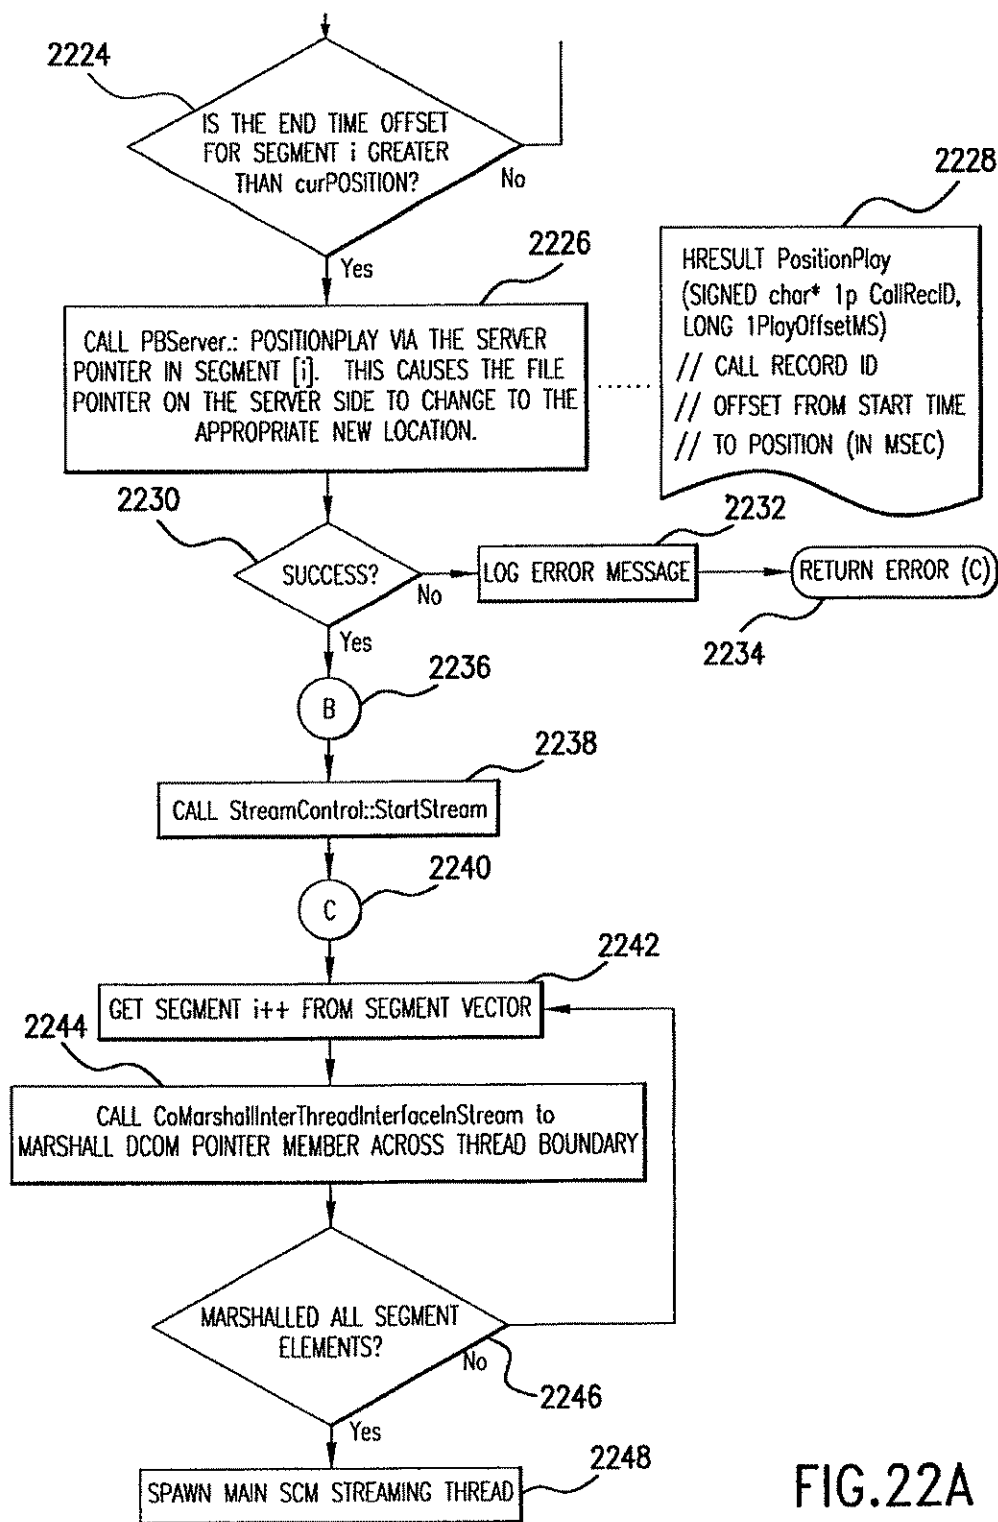 2224
IS THE END TIME OFFSET
FOR SEGMENT i GREATER
THAN curPOSITION?
No
Yes
2226
CALL PBServer.: POSITIONPLAY VIA THE SERVER
POINTER IN SEGMENT [i]. THIS CAUSES THE FILE
POINTER ON THE SERVER SIDE TO CHANGE TO THE
APPROPRIATE NEW LOCATION.
2228
HRESULT PositionPlay
(SIGNED char* 1p CallRecID,
LONG 1PlayOffsetMS)
// CALL RECORD ID
// OFFSET FROM START TIME
// TO POSITION (IN MSEC)
2230
SUCCESS?
No
Yes
2232
LOG ERROR MESSAGE
RETURN ERROR (C)
2234
2236
B
2238
CALL StreamControl::StartStream
2240
C
2242
GET SEGMENT i++ FROM SEGMENT VECTOR
2244
CALL CoMarshallInterThreadInterfaceInStream to
MARSHALL DCOM POINTER MEMBER ACROSS THREAD BOUNDARY
MARSHALLED ALL SEGMENT
ELEMENTS?
No
2246
Yes
2248
SPAWN MAIN SCM STREAMING THREAD
FIG.22A